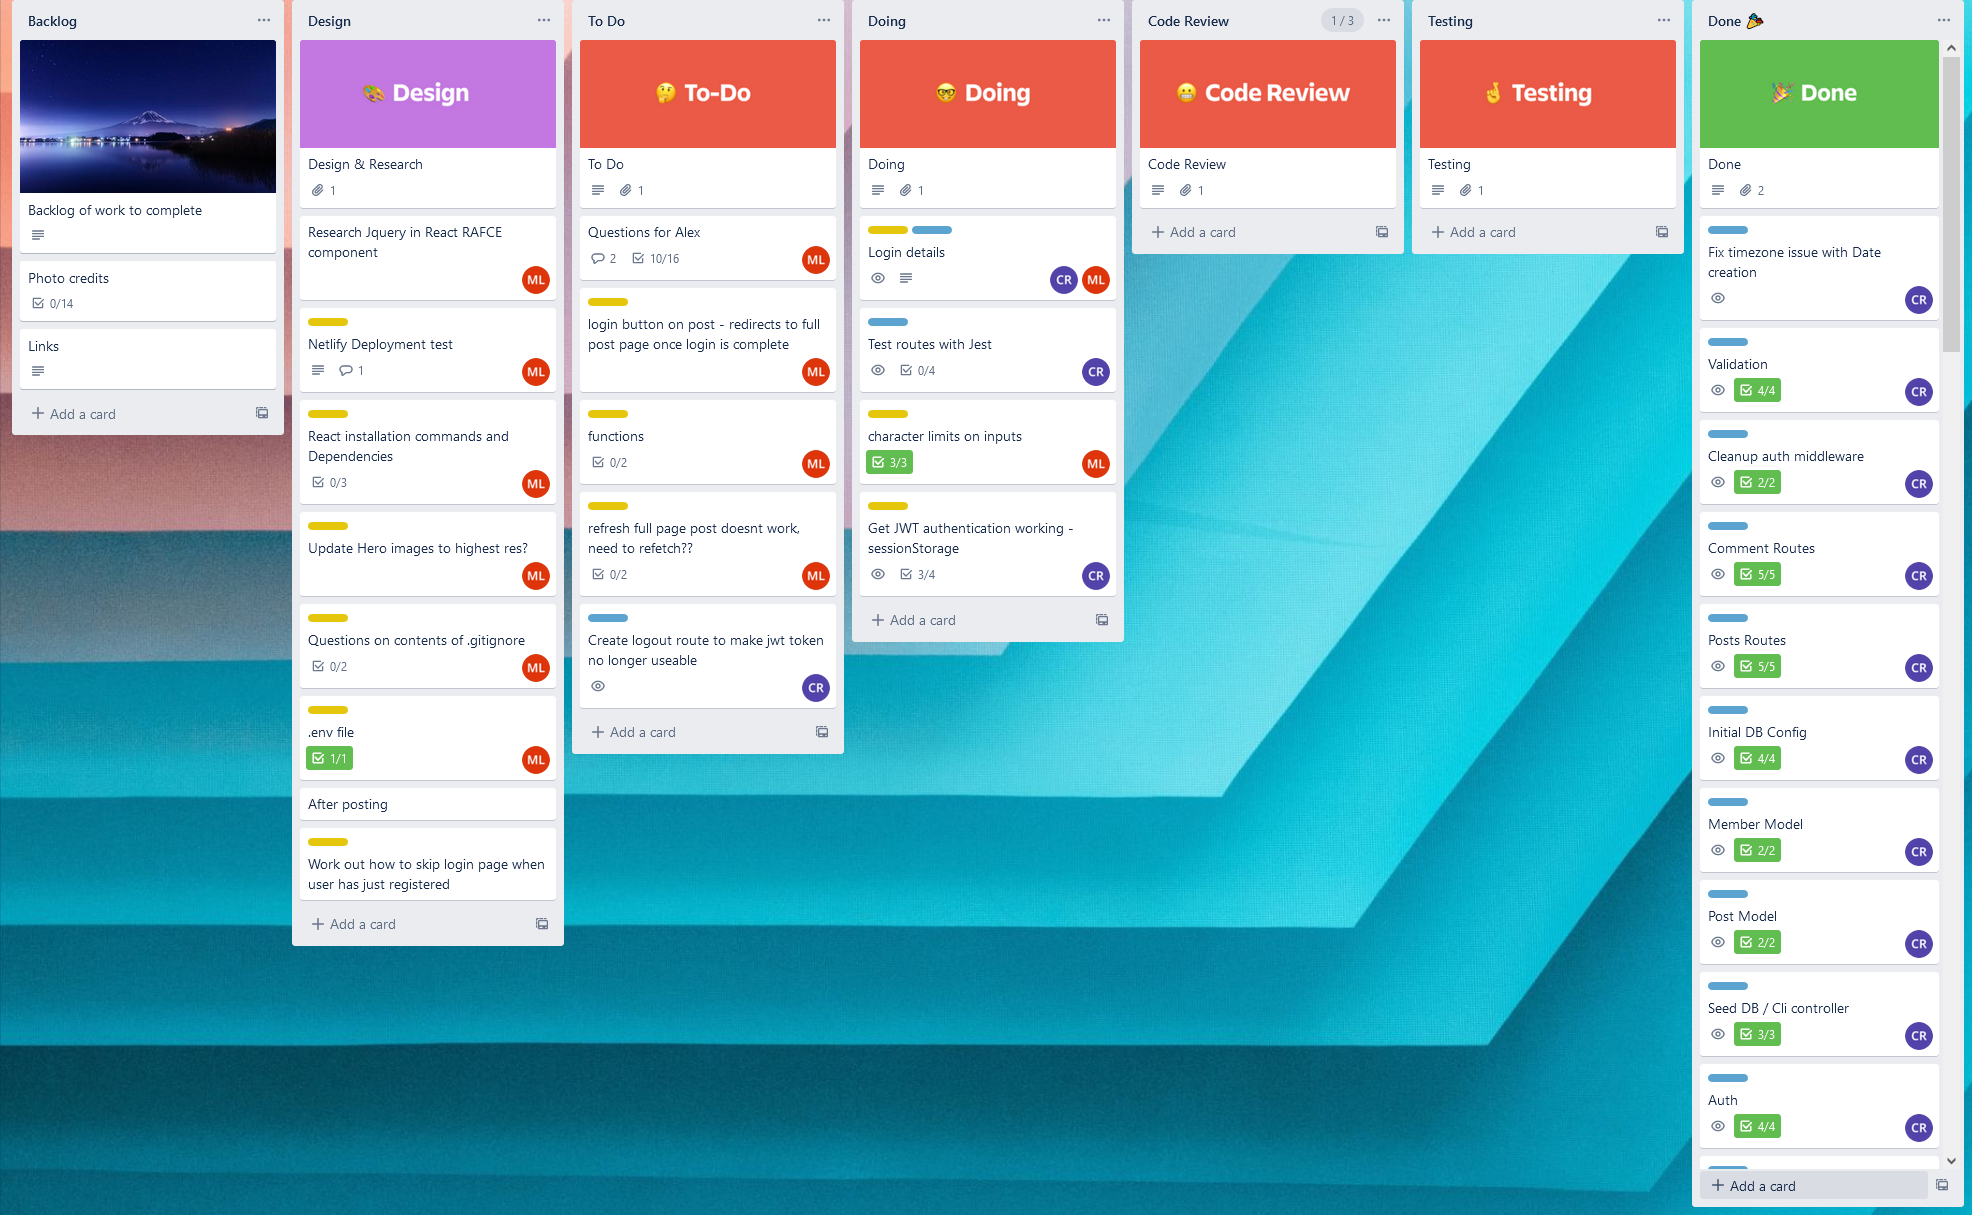 Backlog
Backlog of work to complete
Photo credits
0/14
Links
Add a card
Design
Design
Design & Research
1
Research Jquery in React RAFCE
component
ML
Netlify Deployment test
1
ML
React installation commands and
Dependencies
0/3
ML
Update Hero images to highest res?
ML
Questions on contents of .gitignore
0/2
ML
.env file
1/1
ML
After posting
Work out how to skip login page when
user has just registered
Add a card
To Do
To-Do
To Do
1
Questions for Alex
2
10/16
ML
login button on post - redirects to full
post page once login is complete
ML
functions
0/2
ML
refresh full page post doesnt work,
need to refetch??
0/2
ML
Create logout route to make jwt token
no longer useable
CR
Add a card
Doing
Doing
Doing
1
Login details
CR
ML
Test routes with Jest
0/4
CR
character limits on inputs
3/3
ML
Get JWT authentication working -
sessionStorage
3/4
CR
Add a card
Code Review
1 / 3
Code Review
Code Review
1
Add a card
Testing
Testing
Testing
1
Add a card
Done
Done
Done
2
Fix timezone issue with Date
creation
CR
Validation
4/4
CR
Cleanup auth middleware
2/2
CR
Comment Routes
5/5
CR
Posts Routes
5/5
CR
Initial DB Config
4/4
CR
Member Model
2/2
CR
Post Model
2/2
CR
Seed DB / Cli controller
3/3
CR
Auth
4/4
CR
Add a card